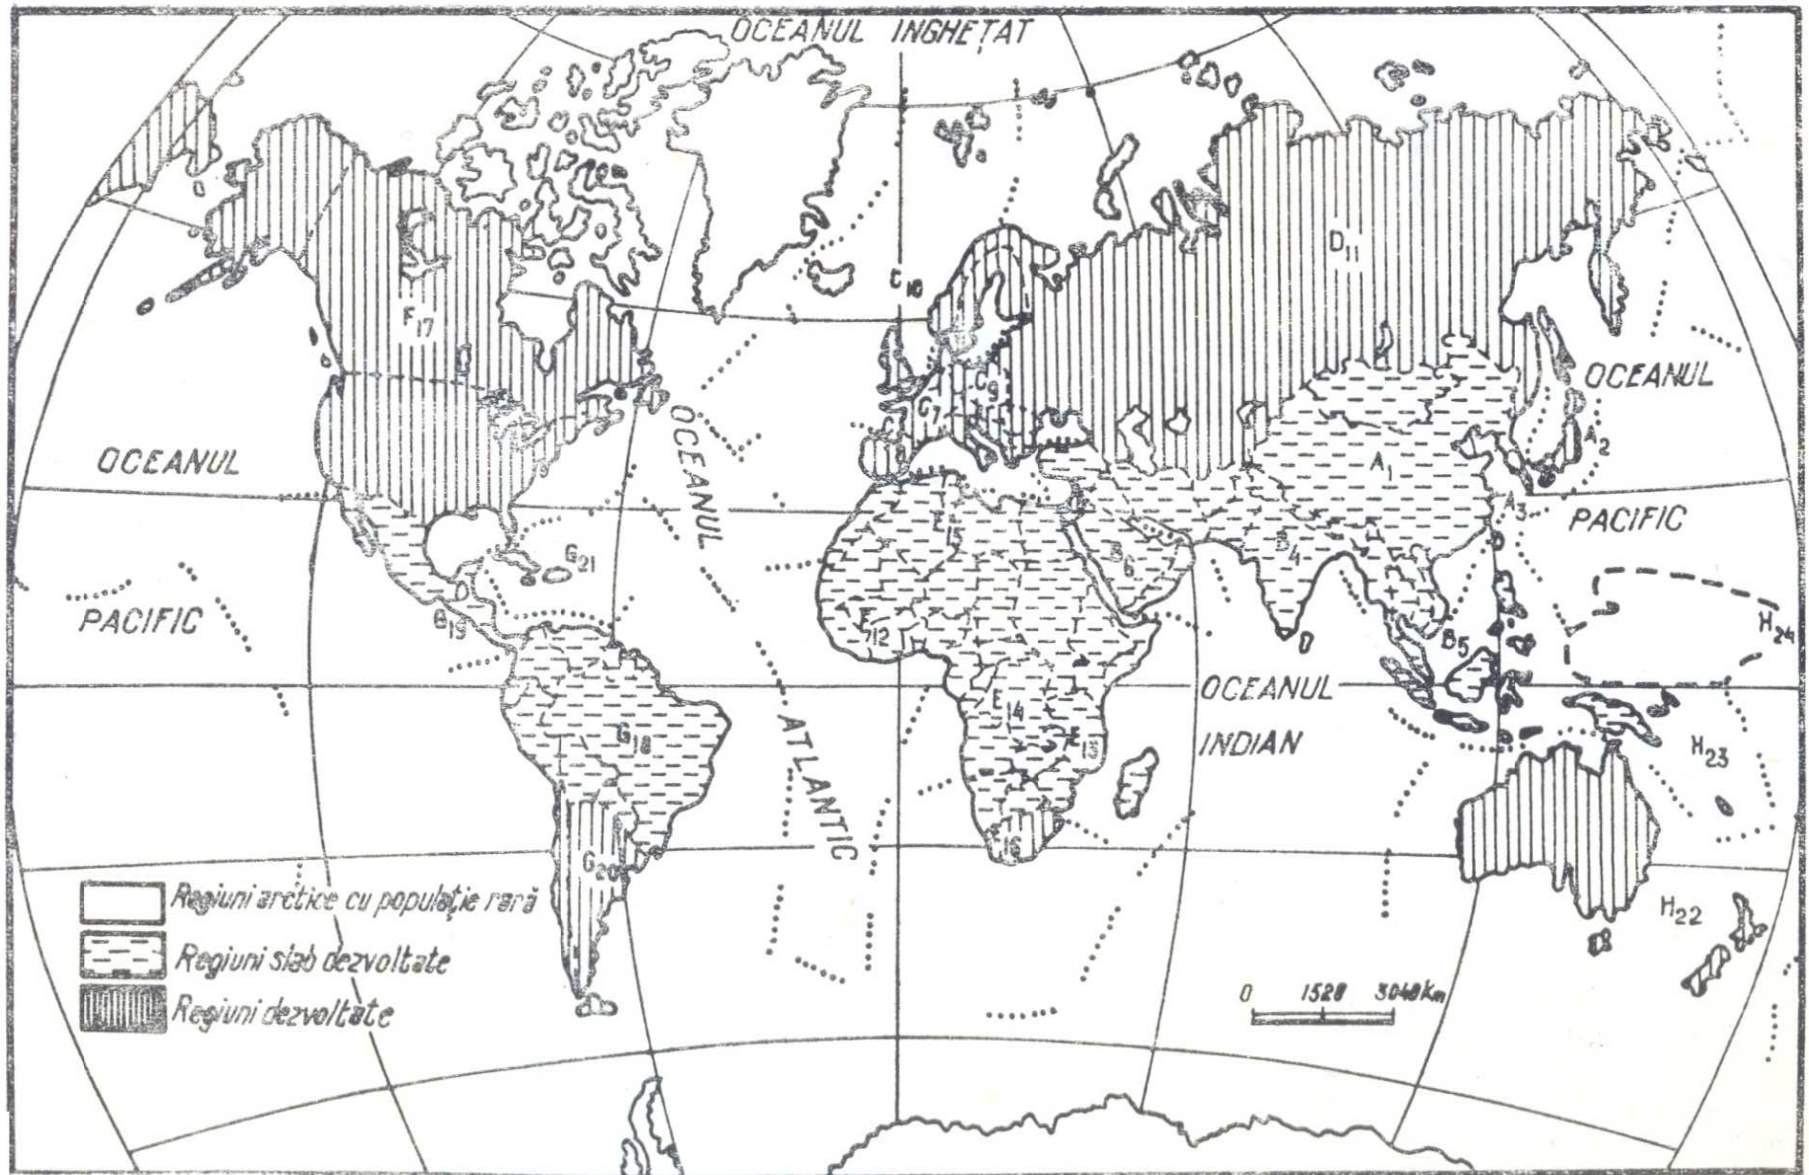 OCEANUL INGHEȚAT
D11
C10
F17
OCEANUL
C9
C7
OCEANUL
OCEANUL
A2
A1
A3
PACIFIC
E15
B4
B6
G21
PACIFIC
G19
E12
B5
H24
OCEANUL
INDIAN
E14
G18
E13
H23
ATLANTIC
E16
G20
Regiuni arctice cu populație rară
H22
Regiuni slab dezvoltate
0 1520 3040 Km
Regiuni dezvoltate